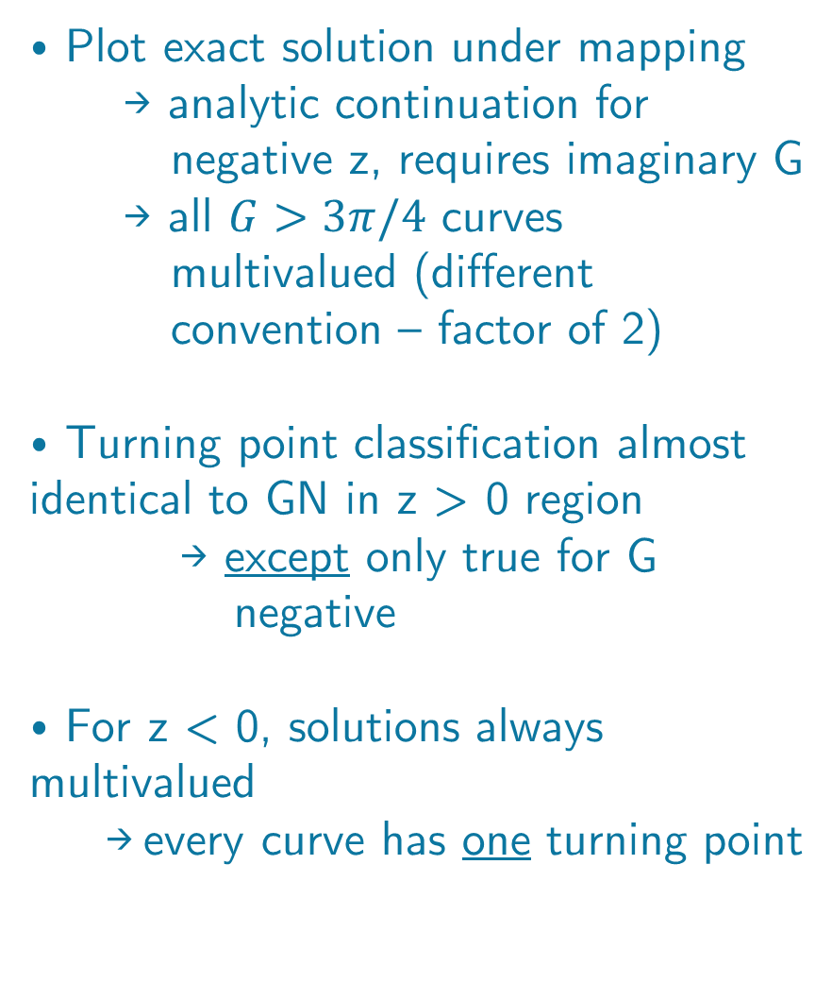 • Plot exact solution under mapping
→ analytic continuation for
negative z, requires imaginary G
→ all G > 3π/4 curves
multivalued (different
convention – factor of 2)
• Turning point classification almost
identical to GN in z > 0 region
→ except only true for G
negative
• For z < 0, solutions always
multivalued
→ every curve has one turning point